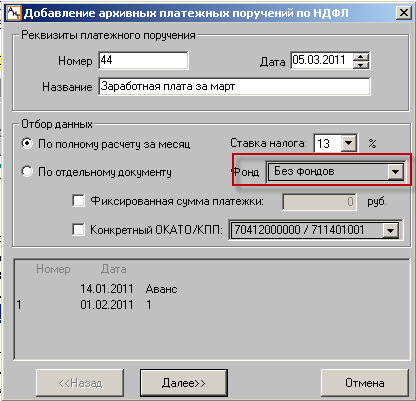 Добавление архивных платежных поручений по НДФЛ
Реквизиты платежного поручения
Номер 44 Дата 05.03.2011
Название Заработная плата за март
Отбор данных
По полному расчету за месяц Ставка налога: 13 %
По отдельному документу Фонд Без фондов
Фиксированная сумма платежки: 0 руб.
Конкретный ОКАТО/КПП: 70412000000 / 711401001
Номер Дата
14.01.2011 Аванс
1 01.02.2011 1
<<Назад Далее>> Отмена